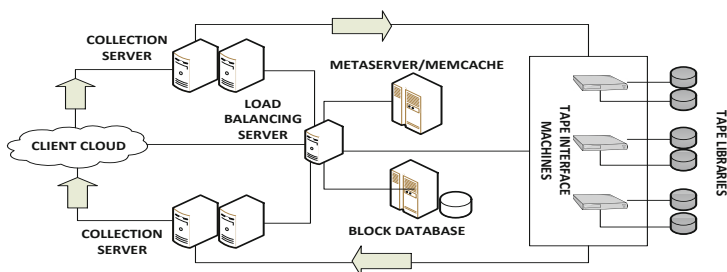 COLLECTION
SERVER
METASERVER/MEMCACHE
LOAD
BALANCING
SERVER
CLIENT CLOUD
TAPE INTERFACE
MACHINES
TAPE LIBRARIES
BLOCK DATABASE
COLLECTION
SERVER